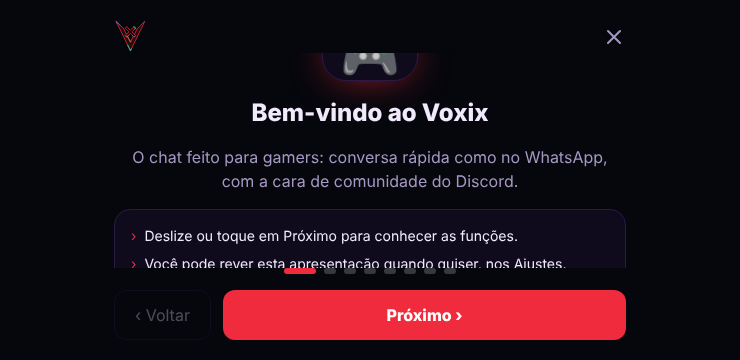 Bem-vindo ao Voxix
O chat feito para gamers: conversa rápida como no WhatsApp,
com a cara de comunidade do Discord.
› Deslize ou toque em Próximo para conhecer as funções.
› Você pode rever esta apresentação quando quiser, nos Ajustes.
‹ Voltar
Próximo ›